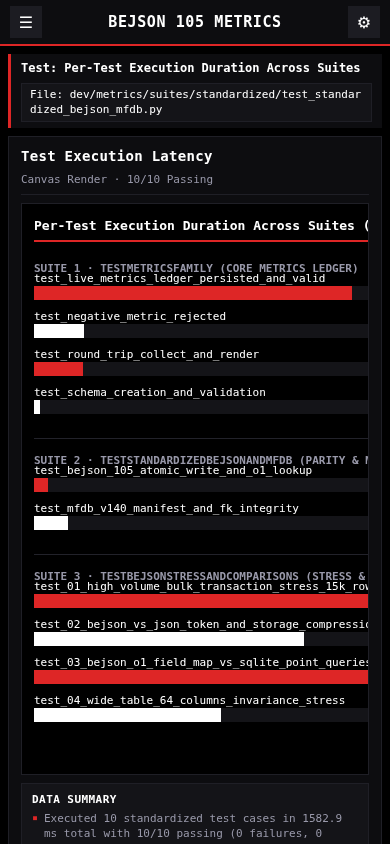 BEJSON 105 METRICS
Test: Per-Test Execution Duration Across Suites
File: dev/metrics/suites/standardized/test_standar
dized_bejson_mfdb.py
Test Execution Latency
Canvas Render · 10/10 Passing
Per-Test Execution Duration Across Suites (
SUITE 1 · TESTMETRICSFAMILY (CORE METRICS LEDGER)
test_live_metrics_ledger_persisted_and_valid
test_negative_metric_rejected
test_round_trip_collect_and_render
test_schema_creation_and_validation
SUITE 2 · TESTSTANDARDIZEDBEJSONANDMFDB (PARITY & M
test_bejson_105_atomic_write_and_o1_lookup
test_mfdb_v140_manifest_and_fk_integrity
SUITE 3 · TESTBEJSONSTRESSANDCOMPARISONS (STRESS &
test_01_high_volume_bulk_transaction_stress_15k_row
test_02_bejson_vs_json_token_and_storage_compressio
test_03_bejson_o1_field_map_vs_sqlite_point_queries
test_04_wide_table_64_columns_invariance_stress
DATA SUMMARY
Executed 10 standardized test cases in 1582.9
ms total with 10/10 passing (0 failures, 0